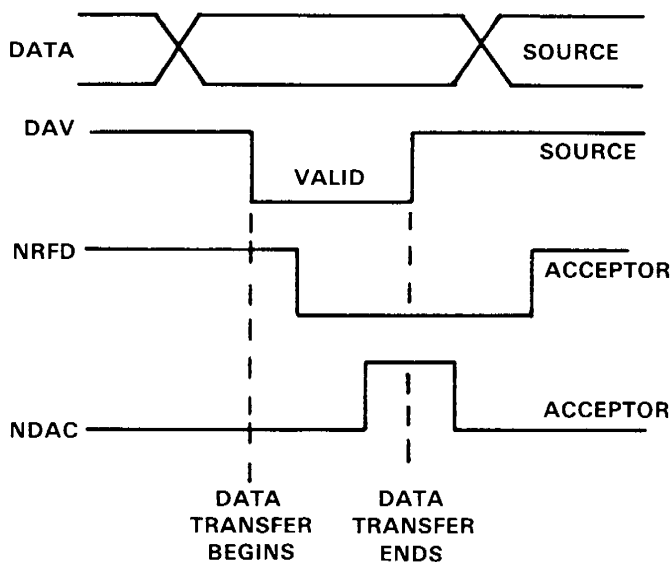 DATA
SOURCE
DAV
VALID
SOURCE
NRFD
ACCEPTOR
NDAC
ACCEPTOR
DATA
TRANSFER
BEGINS
DATA
TRANSFER
ENDS